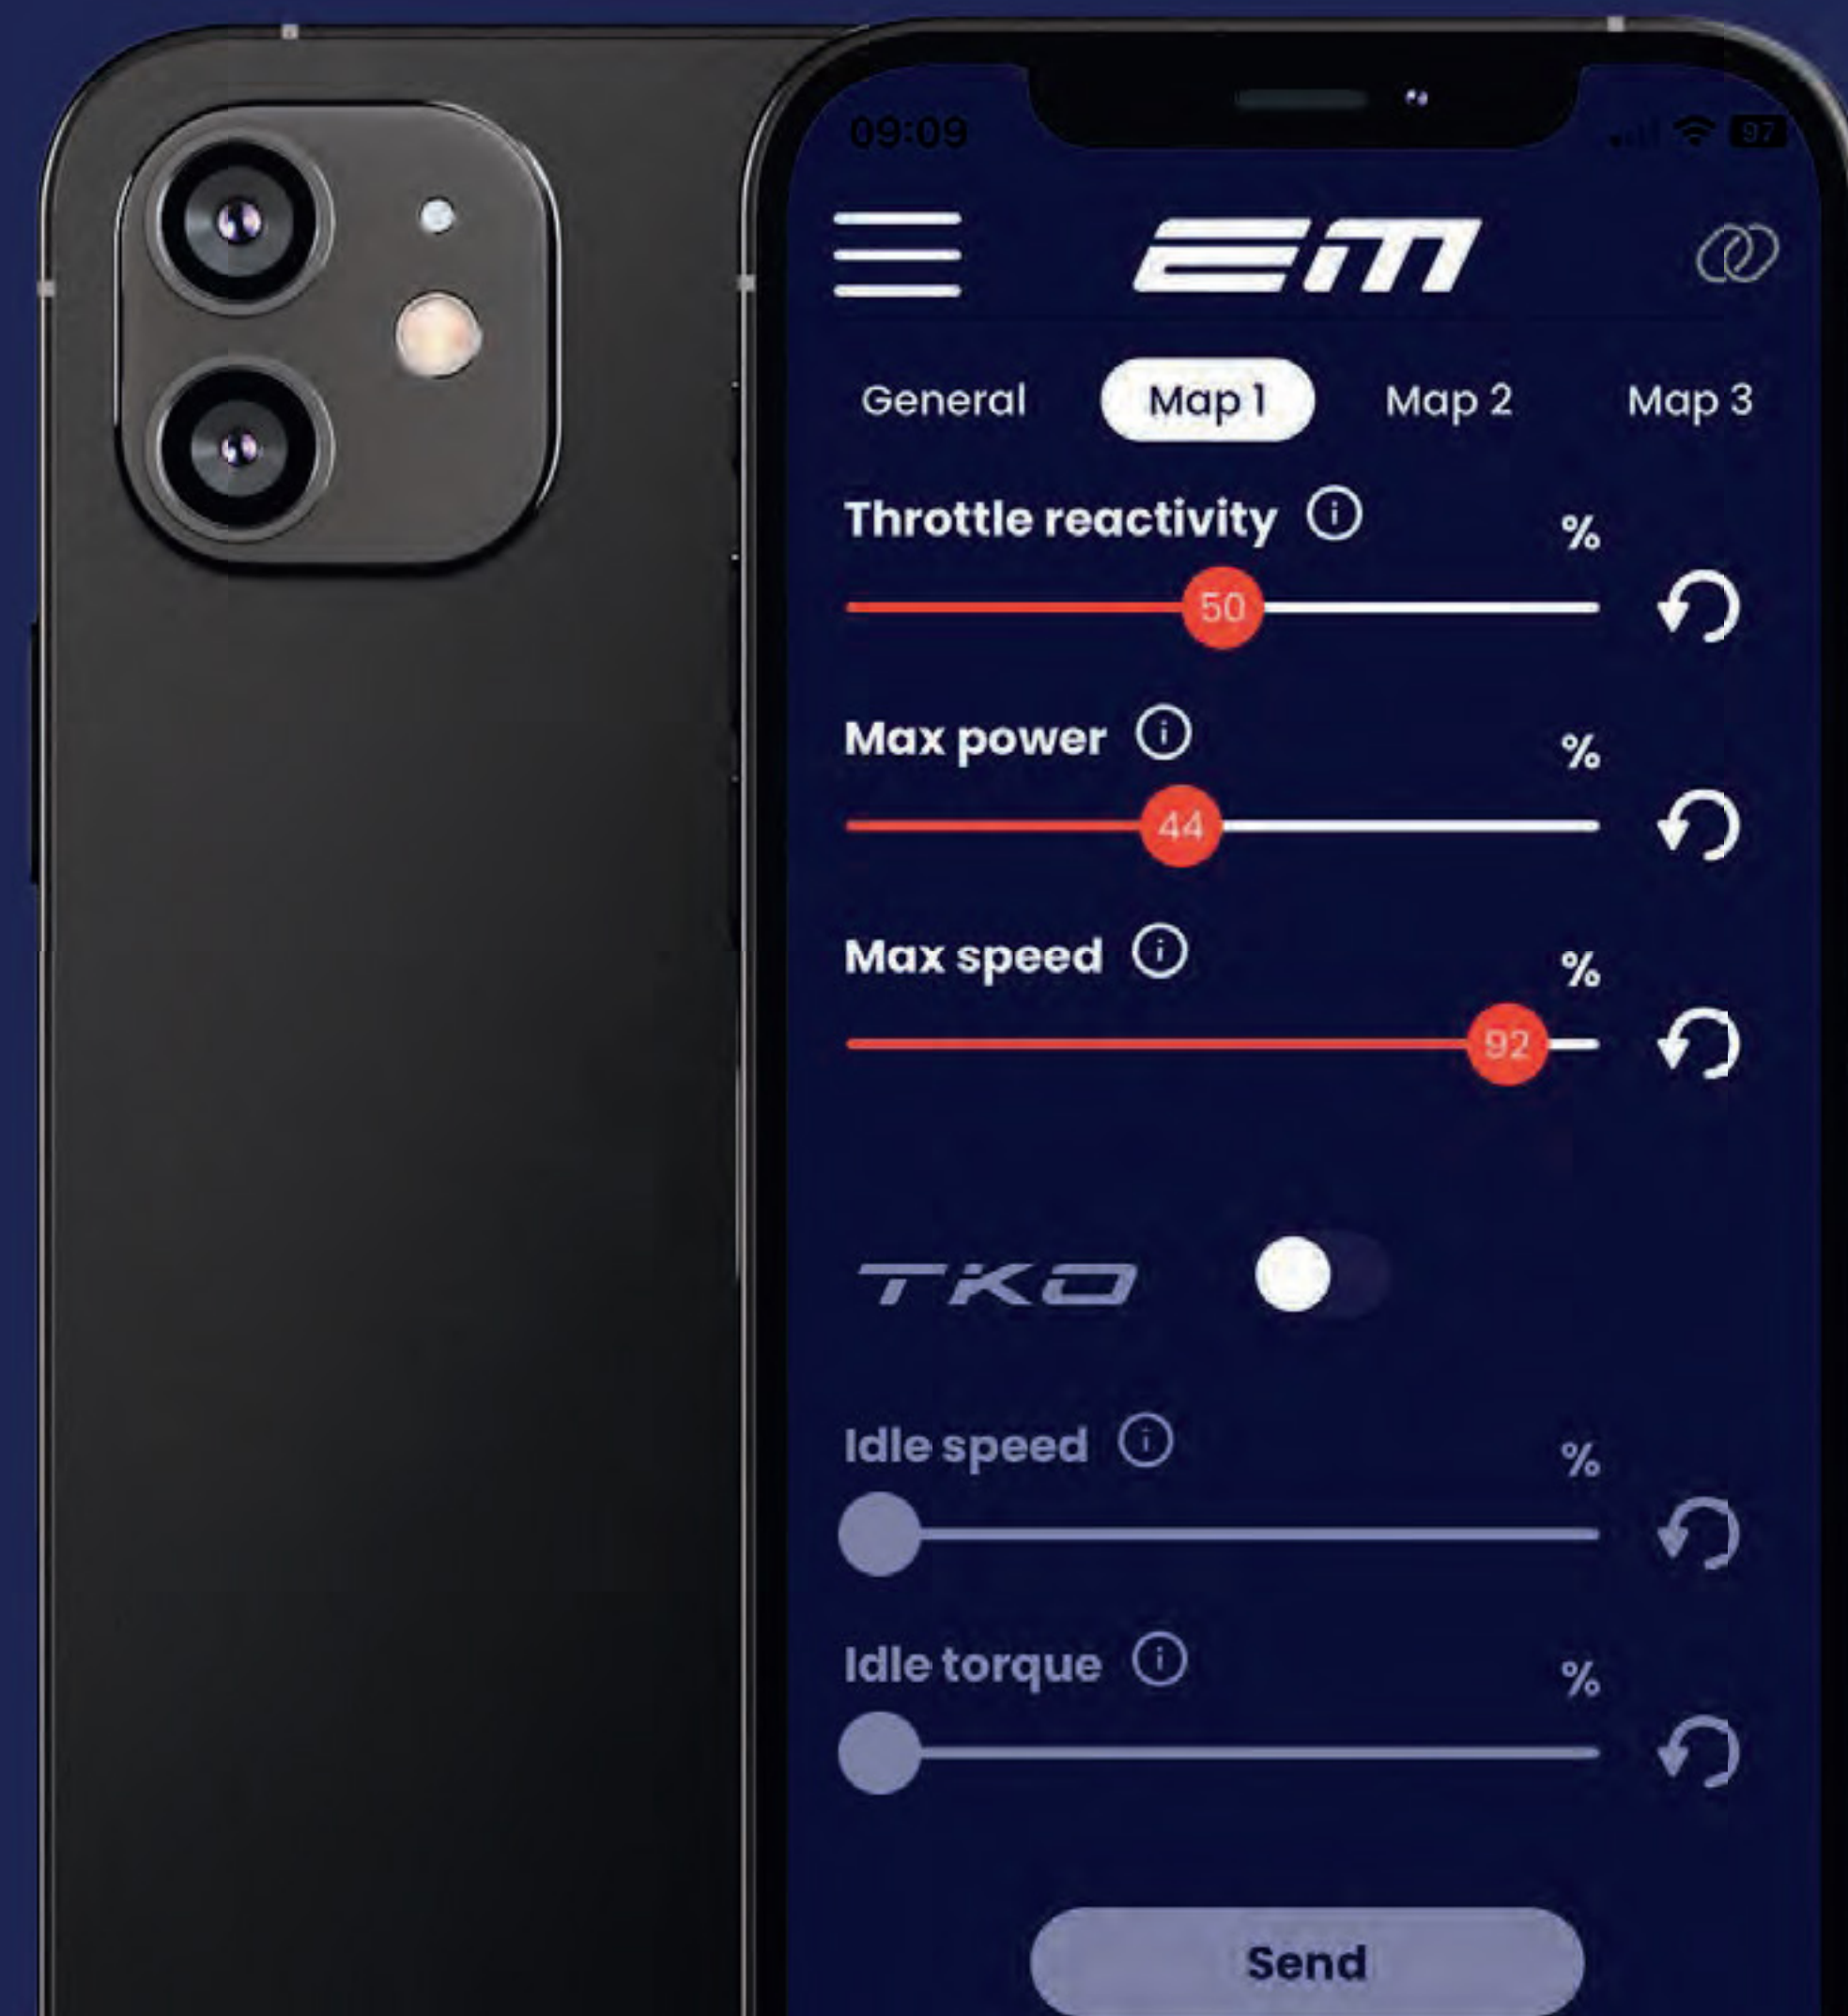 09:09 97
EM
General Map 1 Map 2 Map 3
Throttle reactivity i %
50
Max power i %
44
Max speed i %
92
TKO
Idle speed i %
Idle torque i %
Send